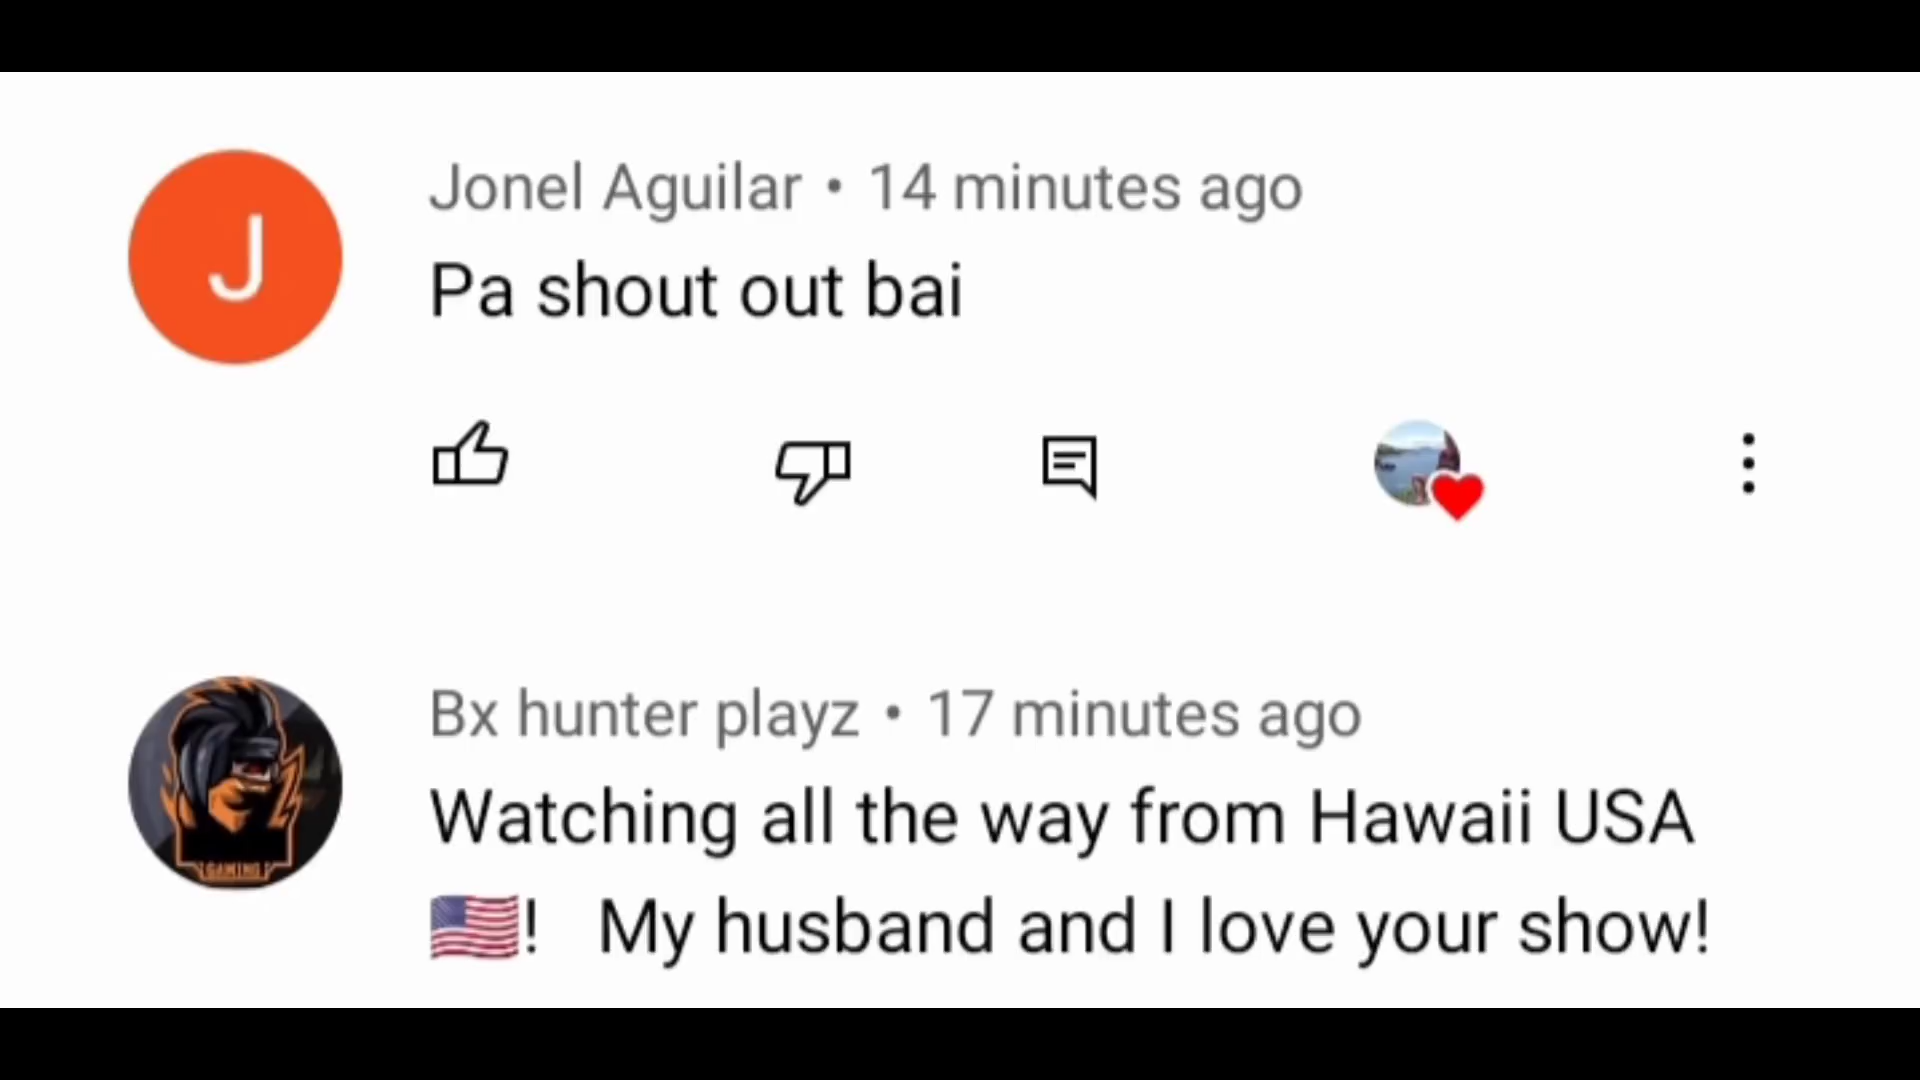 J
Jonel Aguilar • 14 minutes ago
Pa shout out bai
Bx hunter playz • 17 minutes ago
Watching all the way from Hawaii USA
🇺🇸! My husband and I love your show!
GAMING